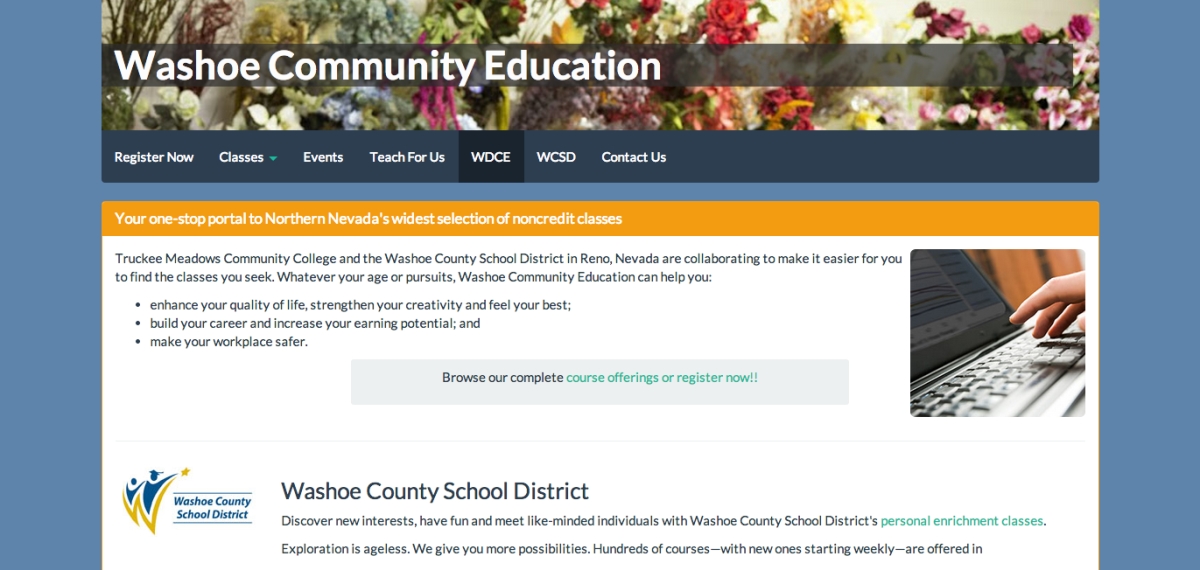 Washoe Community Education
Register Now Classes Events Teach For Us WDCE WCSD Contact Us
Your one-stop portal to Northern Nevada's widest selection of noncredit classes
Truckee Meadows Community College and the Washoe County School District in Reno, Nevada are collaborating to make it easier for you
to find the classes you seek. Whatever your age or pursuits, Washoe Community Education can help you:
• enhance your quality of life, strengthen your creativity and feel your best;
• build your career and increase your earning potential; and
• make your workplace safer.
Browse our complete course offerings or register now!!
Washoe County
School District
Washoe County School District
Discover new interests, have fun and meet like-minded individuals with Washoe County School District's personal enrichment classes.
Exploration is ageless. We give you more possibilities. Hundreds of courses—with new ones starting weekly—are offered in